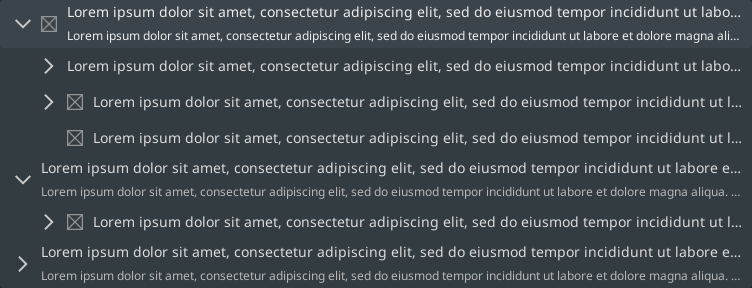 Lorem ipsum dolor sit amet, consectetur adipiscing elit, sed do eiusmod tempor incididunt ut labo...
Lorem ipsum dolor sit amet, consectetur adipiscing elit, sed do eiusmod tempor incididunt ut labore et dolore magna ali...
Lorem ipsum dolor sit amet, consectetur adipiscing elit, sed do eiusmod tempor incididunt ut labo...
Lorem ipsum dolor sit amet, consectetur adipiscing elit, sed do eiusmod tempor incididunt ut l...
Lorem ipsum dolor sit amet, consectetur adipiscing elit, sed do eiusmod tempor incididunt ut l...
Lorem ipsum dolor sit amet, consectetur adipiscing elit, sed do eiusmod tempor incididunt ut labore e...
Lorem ipsum dolor sit amet, consectetur adipiscing elit, sed do eiusmod tempor incididunt ut labore et dolore magna aliqua. ...
Lorem ipsum dolor sit amet, consectetur adipiscing elit, sed do eiusmod tempor incididunt ut l...
Lorem ipsum dolor sit amet, consectetur adipiscing elit, sed do eiusmod tempor incididunt ut labore e...
Lorem ipsum dolor sit amet, consectetur adipiscing elit, sed do eiusmod tempor incididunt ut labore et dolore magna aliqua. ...